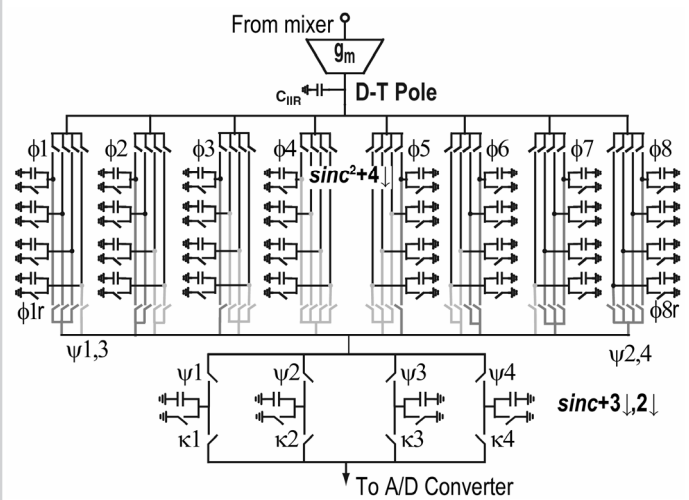 From mixer
gm
CIIR
D-T Pole
ϕ1 ϕ2 ϕ3 ϕ4 ϕ5 ϕ6 ϕ7 ϕ8
sinc²+4↓
ϕ1r ϕ8r
ψ1,3 ψ2,4
ψ1 ψ2 ψ3 ψ4
sinc+3↓,2↓
κ1 κ2 κ3 κ4
To A/D Converter